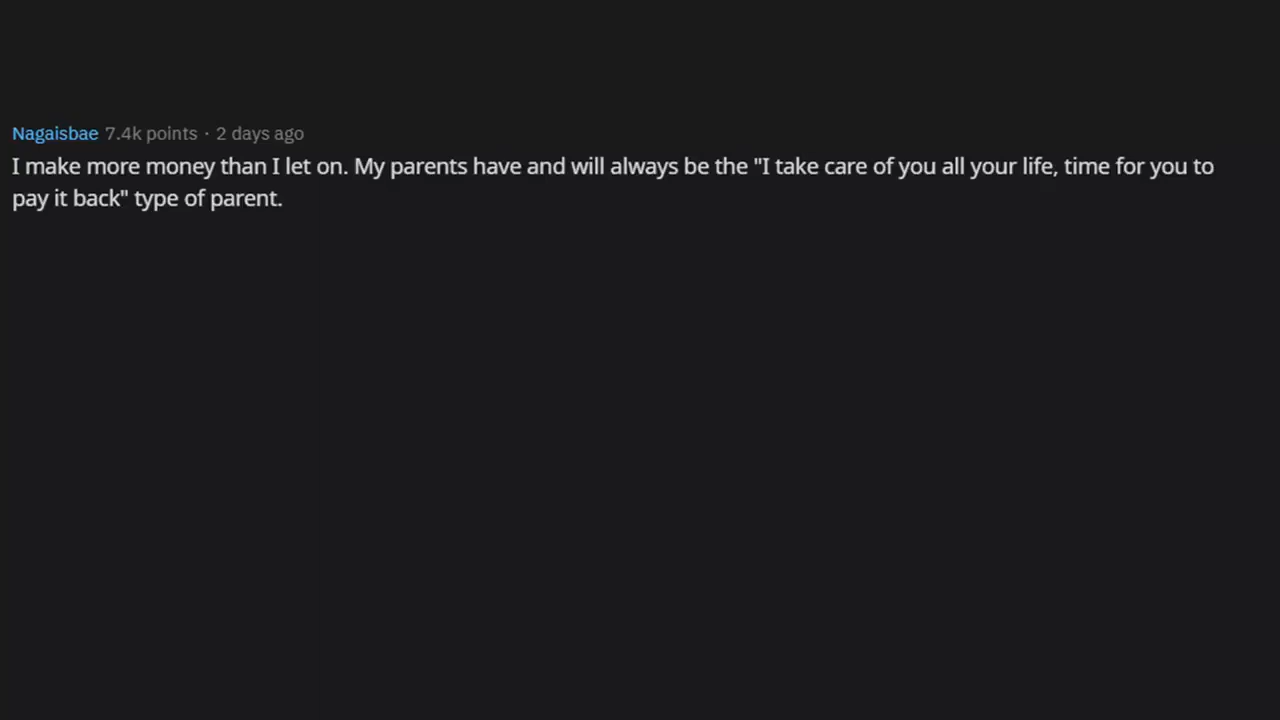 Nagaisbae 7.4k points · 2 days ago
I make more money than I let on. My parents have and will always be the "I take care of you all your life, time for you to
pay it back" type of parent.